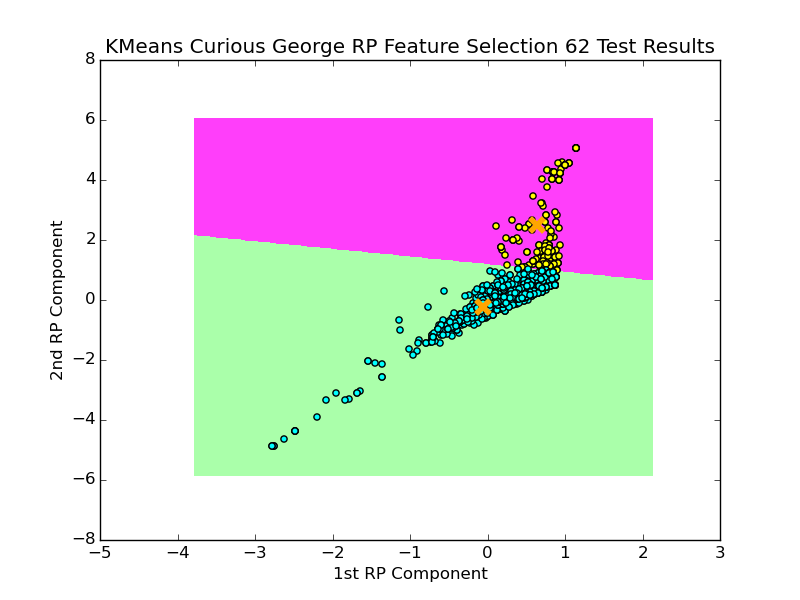 KMeans Curious George RP Feature Selection 62 Test Results
8
6
4
2
0
−2
−4
−6
−8
2nd RP Component
−5 −4 −3 −2 −1 0 1 2 3
1st RP Component